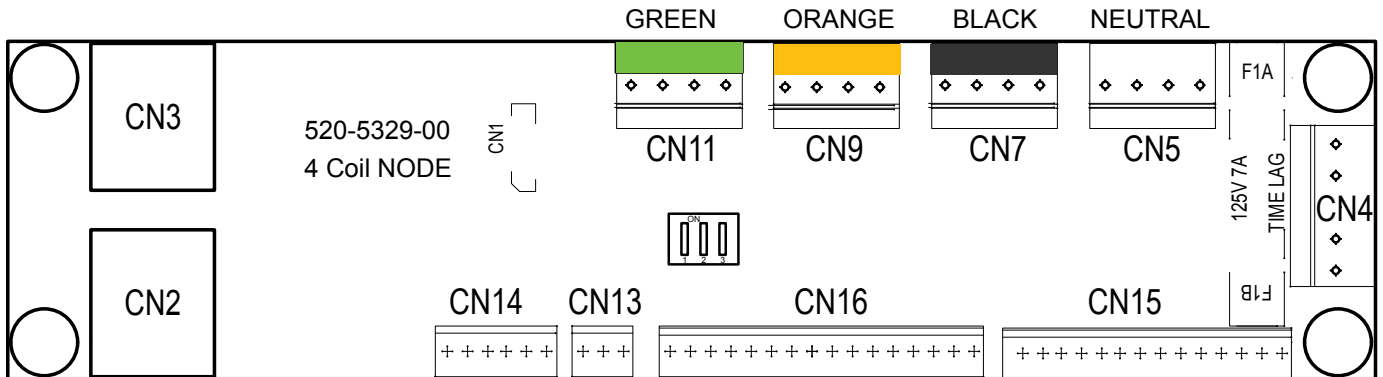 GREEN ORANGE BLACK NEUTRAL
CN3
520-5329-00
4 Coil NODE
CN1
CN11 CN9 CN7 CN5
F1A
125V 7A
TIME LAG
F1B
CN4
ON
1 2 3
CN2
CN14 CN13 CN16 CN15